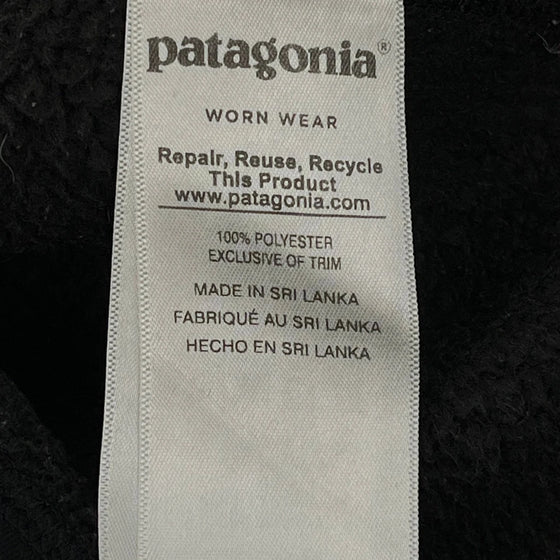 patagonia®
WORN WEAR
Repair, Reuse, Recycle
This Product
www.patagonia.com
100% POLYESTER
EXCLUSIVE OF TRIM
MADE IN SRI LANKA
FABRIQUÉ AU SRI LANKA
HECHO EN SRI LANKA